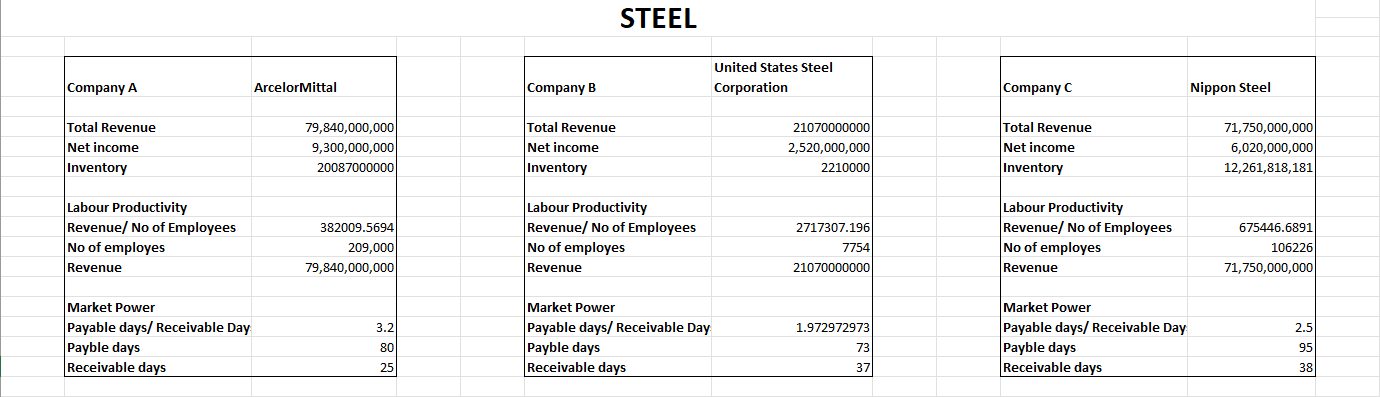 STEEL
United States Steel
Company A ArcelorMittal Company B Corporation Company C Nippon Steel
Total Revenue 79,840,000,000 Total Revenue 21070000000 Total Revenue 71,750,000,000
Net income 9,300,000,000 Net income 2,520,000,000 Net income 6,020,000,000
Inventory 20087000000 Inventory 2210000 Inventory 12,261,818,181
Labour Productivity Labour Productivity Labour Productivity
Revenue/ No of Employees 382009.5694 Revenue/ No of Employees 2717307.196 Revenue/ No of Employees 675446.6891
No of employes 209,000 No of employes 7754 No of employes 106226
Revenue 79,840,000,000 Revenue 21070000000 Revenue 71,750,000,000
Market Power Market Power Market Power
Payable days/ Receivable Day 3.2 Payable days/ Receivable Day 1.972972973 Payable days/ Receivable Day 2.5
Payble days 80 Payble days 73 Payble days 95
Receivable days 25 Receivable days 37 Receivable days 38